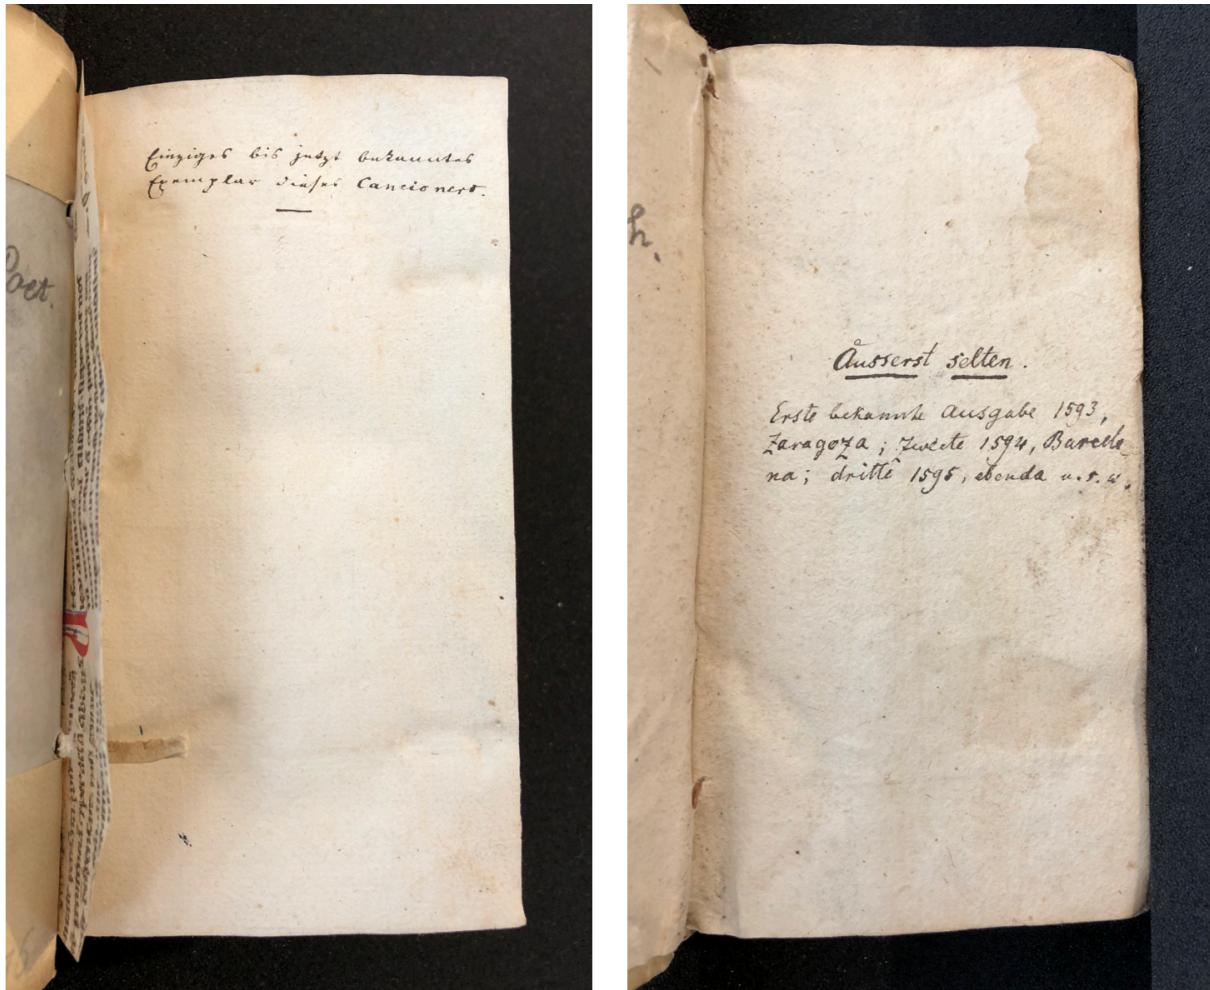 Poet.
Einziges bis jetzt bekanntes
Exemplar dieses Cancionero.
h.
Äusserst selten.
Erste bekannte Ausgabe 1593,
Zaragoza; Zweite 1594, Barcelo-
na; dritte 1595, ebenda u. s. w.